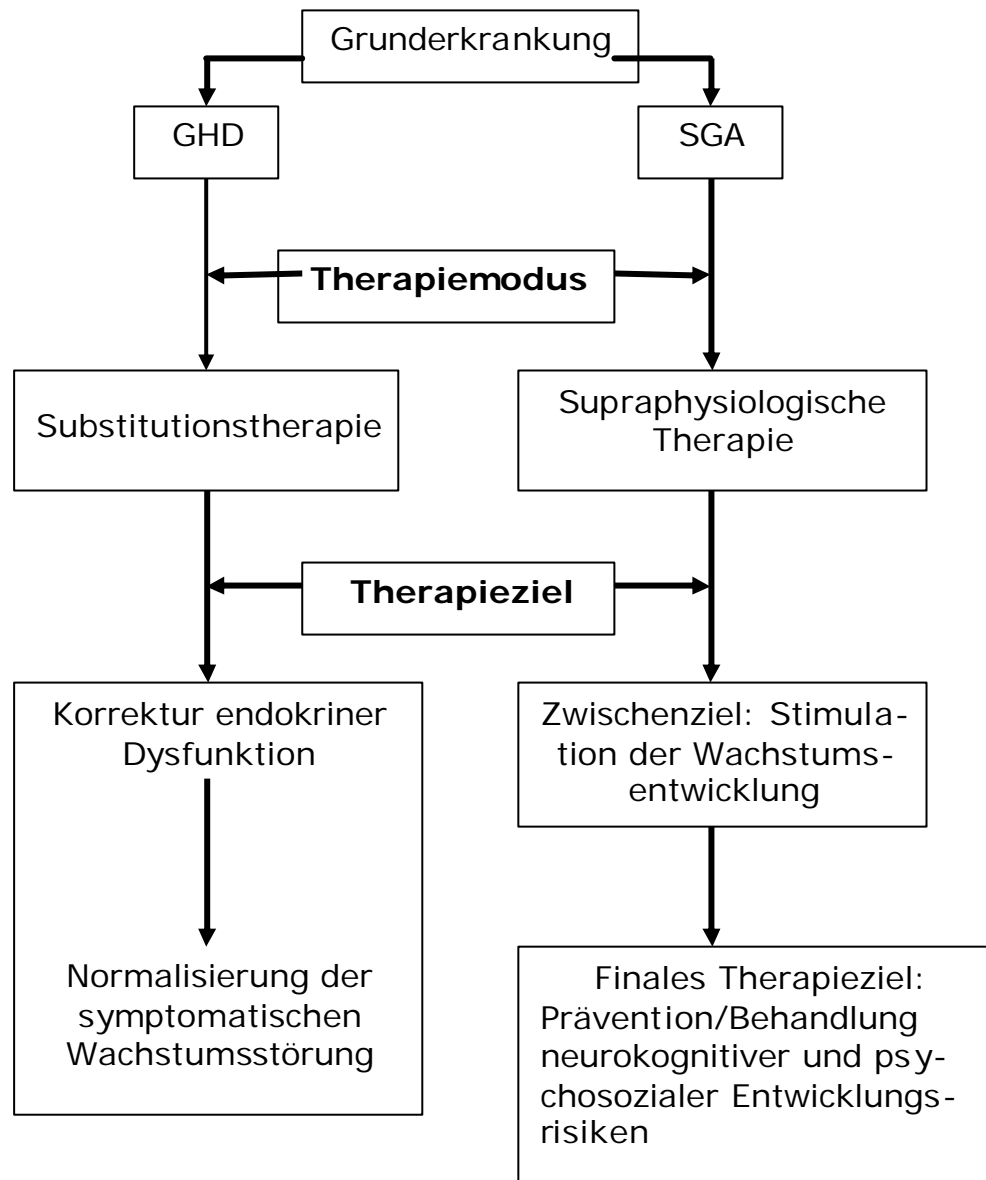 Grunderkrankung
GHD
SGA
Therapiemodus
Substitutionstherapie
Supraphysiologische
Therapie
Therapieziel
Korrektur endokriner
Dysfunktion
Normalisierung der
symptomatischen
Wachstumsstörung
Zwischenziel: Stimula-
tion der Wachstums-
entwicklung
Finales Therapieziel:
Prävention/Behandlung
neurokognitiver und psy-
chosozialer Entwicklungs-
risiken